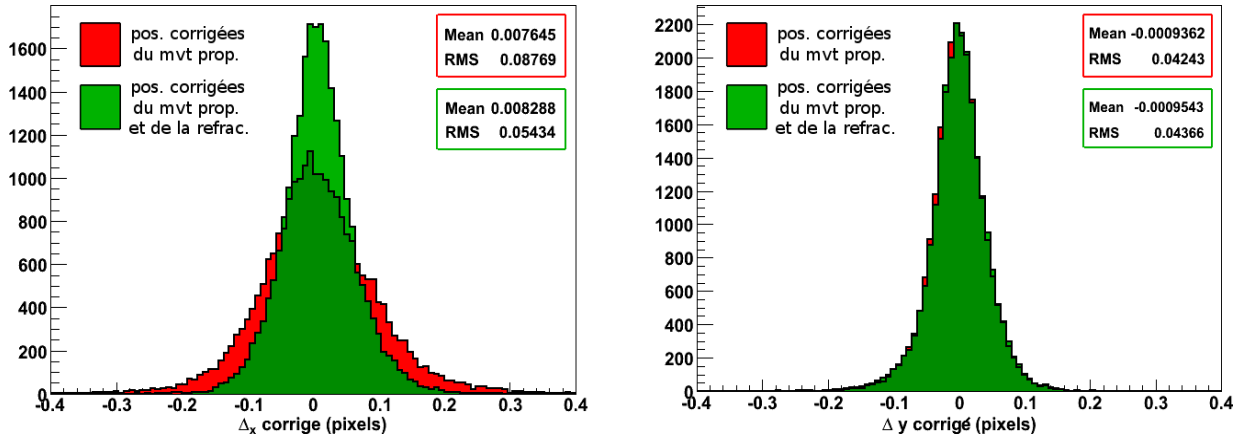 pos. corrigées
du mvt prop.
pos. corrigées
du mvt prop.
et de la refrac.
Mean 0.007645
RMS 0.08769
Mean 0.008288
RMS 0.05434
1600
1400
1200
1000
800
600
400
200
0
-0.4 -0.3 -0.2 -0.1 0 0.1 0.2 0.3 0.4
Δx corrige (pixels)
pos. corrigées
du mvt prop.
pos. corrigées
du mvt prop.
et de la refrac.
Mean -0.0009362
RMS 0.04243
Mean -0.0009543
RMS 0.04366
2200
2000
1800
1600
1400
1200
1000
800
600
400
200
0
-0.4 -0.3 -0.2 -0.1 0 0.1 0.2 0.3 0.4
Δ y corrigé (pixels)